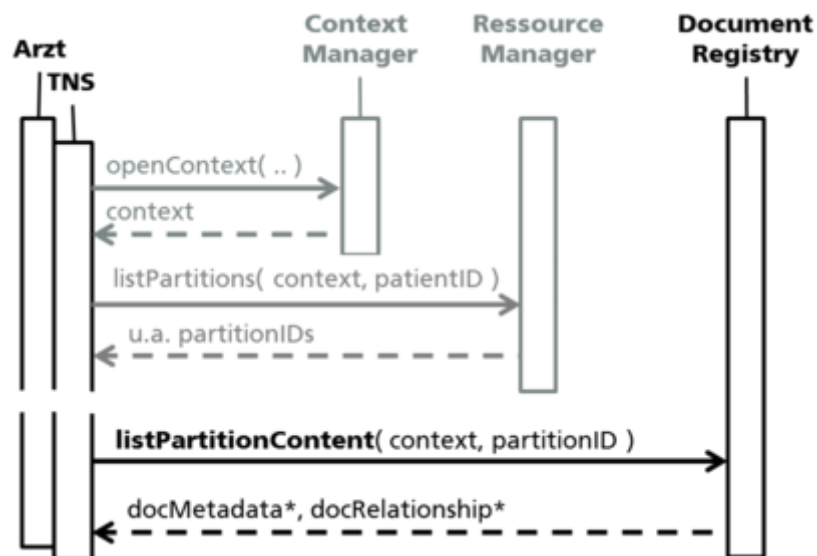 Arzt
TNS
Context
Manager
Ressource
Manager
Document
Registry
openContext( .. )
context
listPartitions( context, patientID )
u.a. partitionIDs
listPartitionContent( context, partitionID )
docMetadata*, docRelationship*